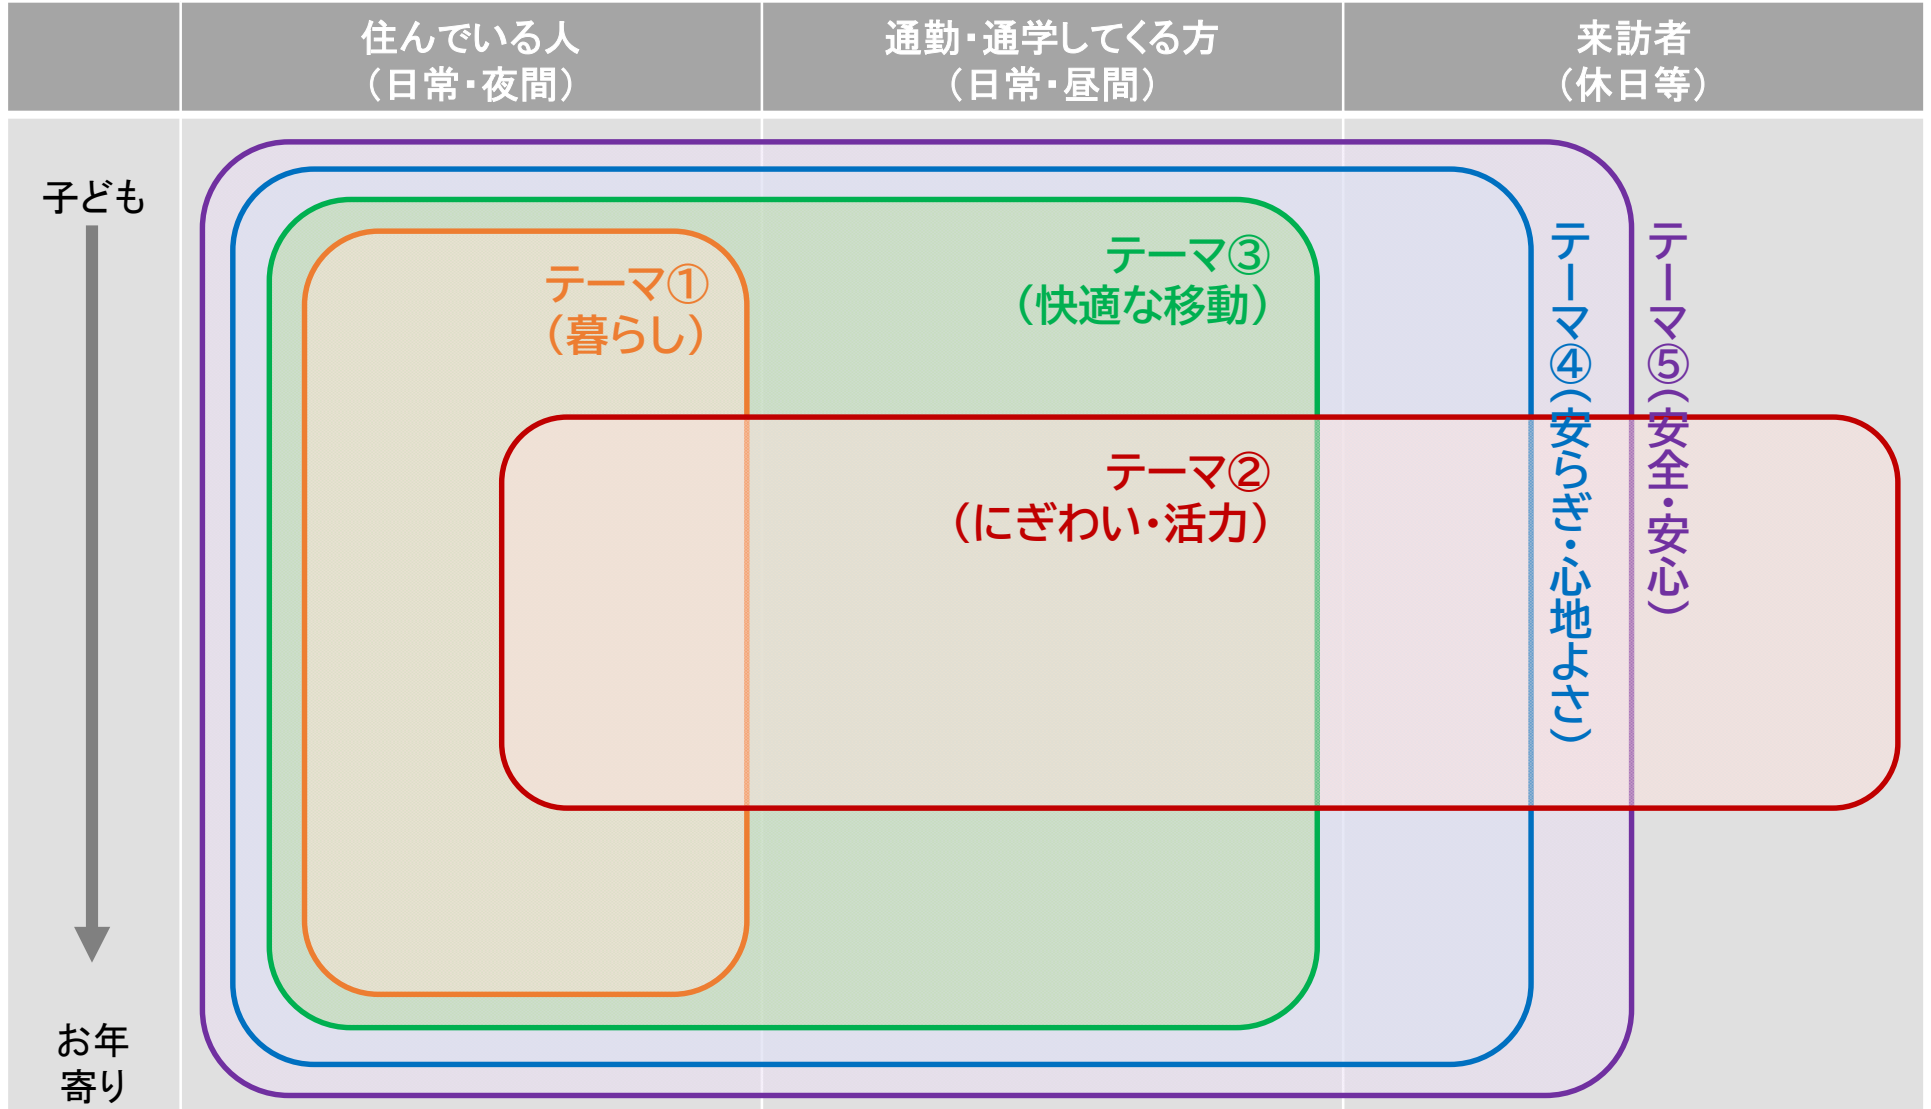 住んでいる人
（日常・夜間）
通勤・通学してくる方
（日常・昼間）
来訪者
（休日等）
子ども
お年
寄り
テーマ①
（暮らし）
テーマ③
（快適な移動）
テーマ②
（にぎわい・活力）
テーマ④（安らぎ・心地よさ）
テーマ⑤（安全・安心）